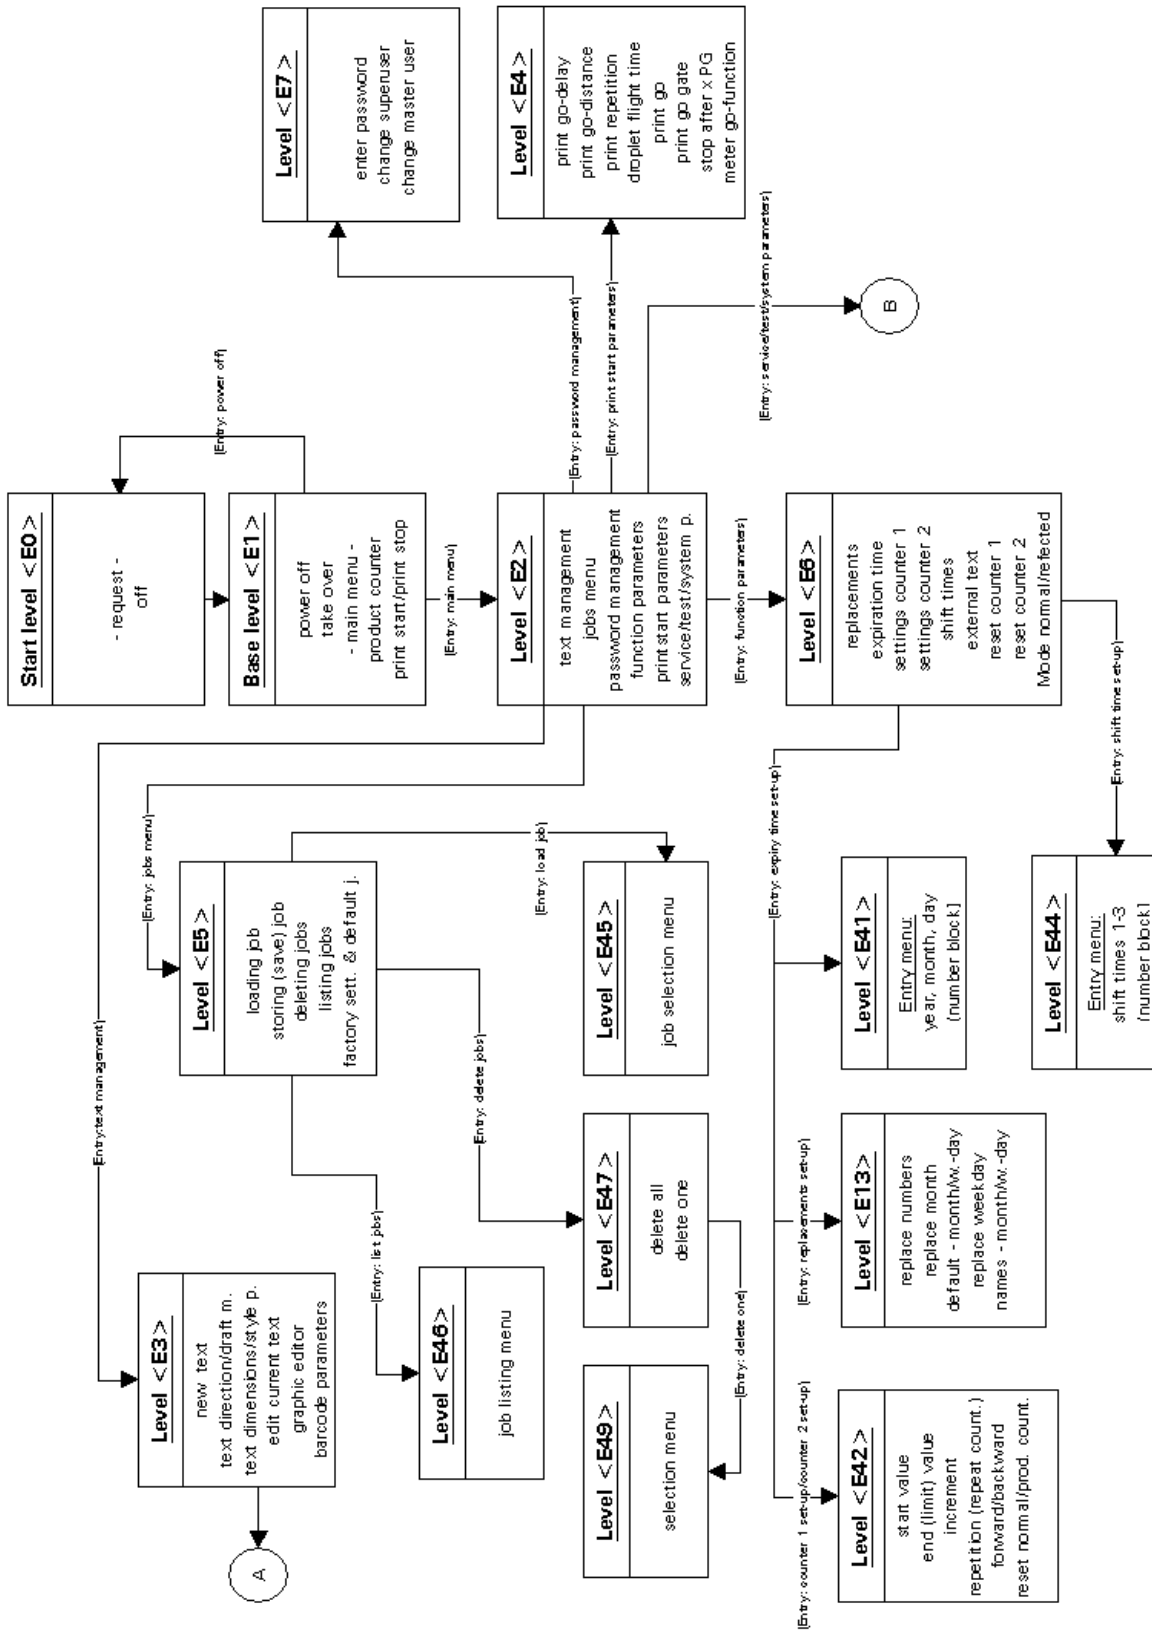 Start level <E0>
- request -
off
(Entry: power off)
Base level <E1>
power off
take over
- main menu -
product counter
print start/print stop
(Entry: main menu)
Level <E2>
text management
jobs menu
password management
function parameters
print start parameters
service/test/system p.
(Entry: password management)
Level <E7>
enter password
change superuser
change master user
(Entry: print start parameters)
Level <E4>
print go-delay
print go-distance
print repetition
droplet flight time
print go
print go gate
stop after x PG
meter go-function
(Entry: service/test/system parameters)
B
(Entry:text management)
Level <E3>
new text
text direction/draft m.
text dimensions/style p.
edit current text
graphic editor
barcode parameters
A
(Entry: jobs menu)
Level <E5>
loading job
storing (save) job
deleting jobs
listing jobs
factory sett. & default j.
(Entry: list jobs)
Level <E46>
job listing menu
(Entry: delete jobs)
Level <E47>
delete all
delete one
(Entry: delete one)
Level <E49>
selection menu
(Entry: load job)
Level <E45>
job selection menu
(Entry: function parameters)
Level <E6>
replacements
expiration time
settings counter 1
settings counter 2
shift times
external text
reset counter 1
reset counter 2
Mode normal/refected
(Entry: expiry time set-up)
Level <E41>
Entry menu:
year, month, day
(number block)
(Entry: replacements set-up)
Level <E13>
replace numbers
replace month
default - month/w.-day
replace weekday
names - month/w.-day
(Entry: counter 1 set-up/counter 2 set-up)
Level <E42>
start value
end (limit) value
increment
repetition (repeat count.)
forward/backward
reset normal/prod. count.
(Entry: shift time set-up)
Level <E44>
Entry menu:
shift times 1-3
(number block)